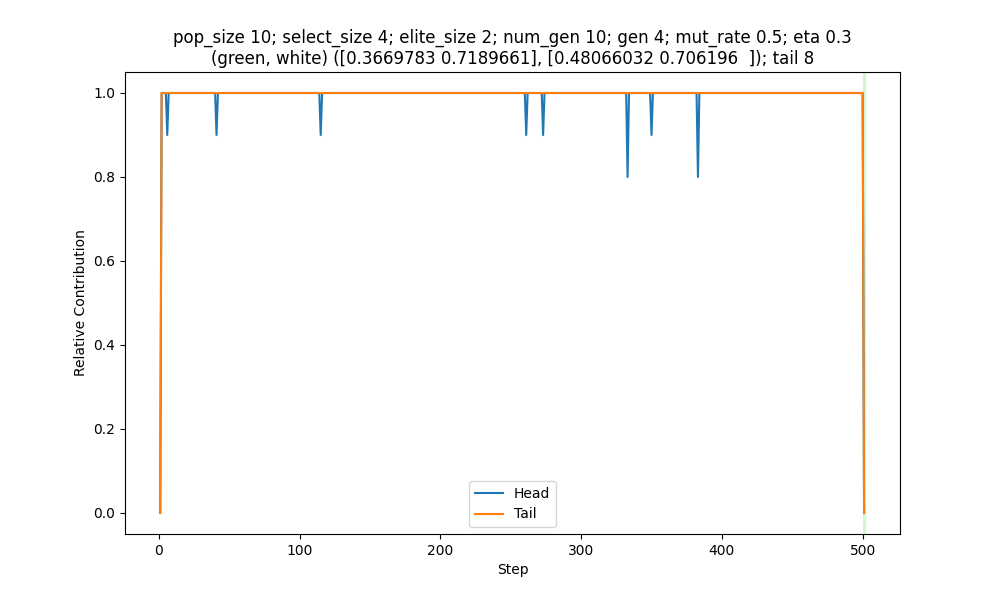 pop_size 10; select_size 4; elite_size 2; num_gen 10; gen 4; mut_rate 0.5; eta 0.3
(green, white) ([0.3669783 0.7189661], [0.48066032 0.706196  ]); tail 8
1.0
0.8
0.6
0.4
0.2
0.0
Relative Contribution
Head
Tail
0 100 200 300 400 500
Step